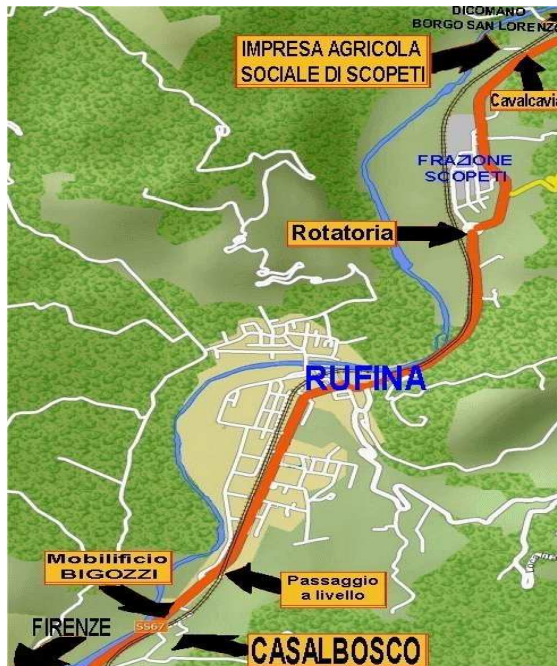 DICOMANO
BORGO SAN LORENZO
IMPRESA AGRICOLA
SOCIALE DI SCOPETI
Cavalcavia
FRAZIONE
SCOPETI
Rotatoria
RUFINA
Mobilificio
BIGOZZI
Passaggio
a livello
SS67
FIRENZE
CASALBOSCO